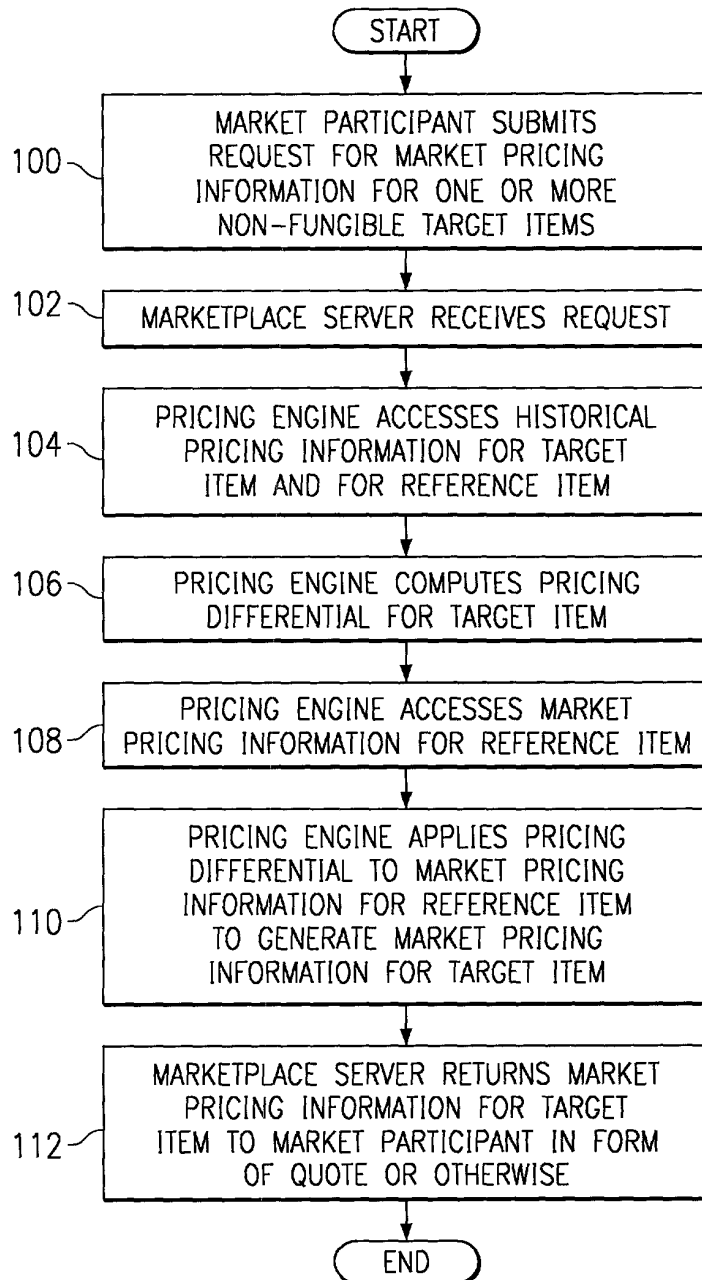 START
100
MARKET PARTICIPANT SUBMITS
REQUEST FOR MARKET PRICING
INFORMATION FOR ONE OR MORE
NON-FUNGIBLE TARGET ITEMS
102
MARKETPLACE SERVER RECEIVES REQUEST
104
PRICING ENGINE ACCESSES HISTORICAL
PRICING INFORMATION FOR TARGET
ITEM AND FOR REFERENCE ITEM
106
PRICING ENGINE COMPUTES PRICING
DIFFERENTIAL FOR TARGET ITEM
108
PRICING ENGINE ACCESSES MARKET
PRICING INFORMATION FOR REFERENCE ITEM
110
PRICING ENGINE APPLIES PRICING
DIFFERENTIAL TO MARKET PRICING
INFORMATION FOR REFERENCE ITEM
TO GENERATE MARKET PRICING
INFORMATION FOR TARGET ITEM
112
MARKETPLACE SERVER RETURNS MARKET
PRICING INFORMATION FOR TARGET
ITEM TO MARKET PARTICIPANT IN FORM
OF QUOTE OR OTHERWISE
END